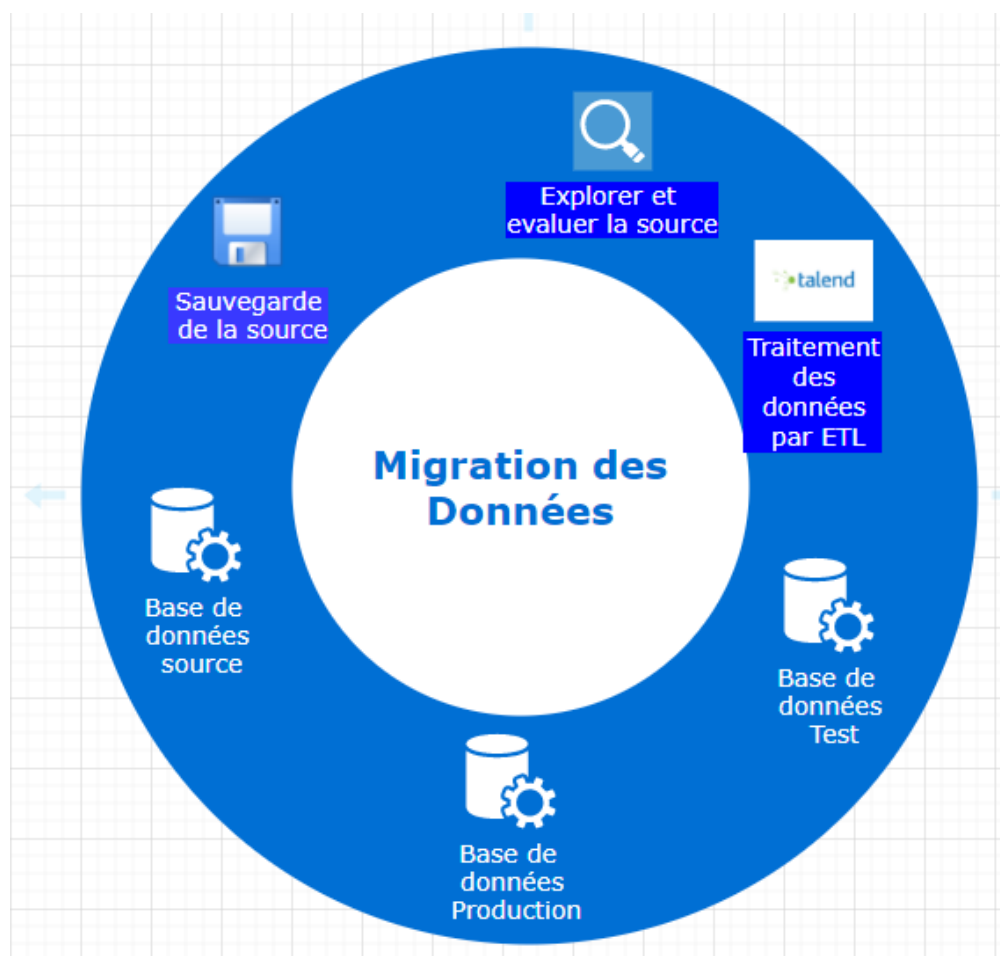 Explorer et
evaluer la source
talend
Sauvegarde
de la source
Traitement
des
données
par ETL
Migration des
Données
Base de
données
source
Base de
données
Test
Base de
données
Production